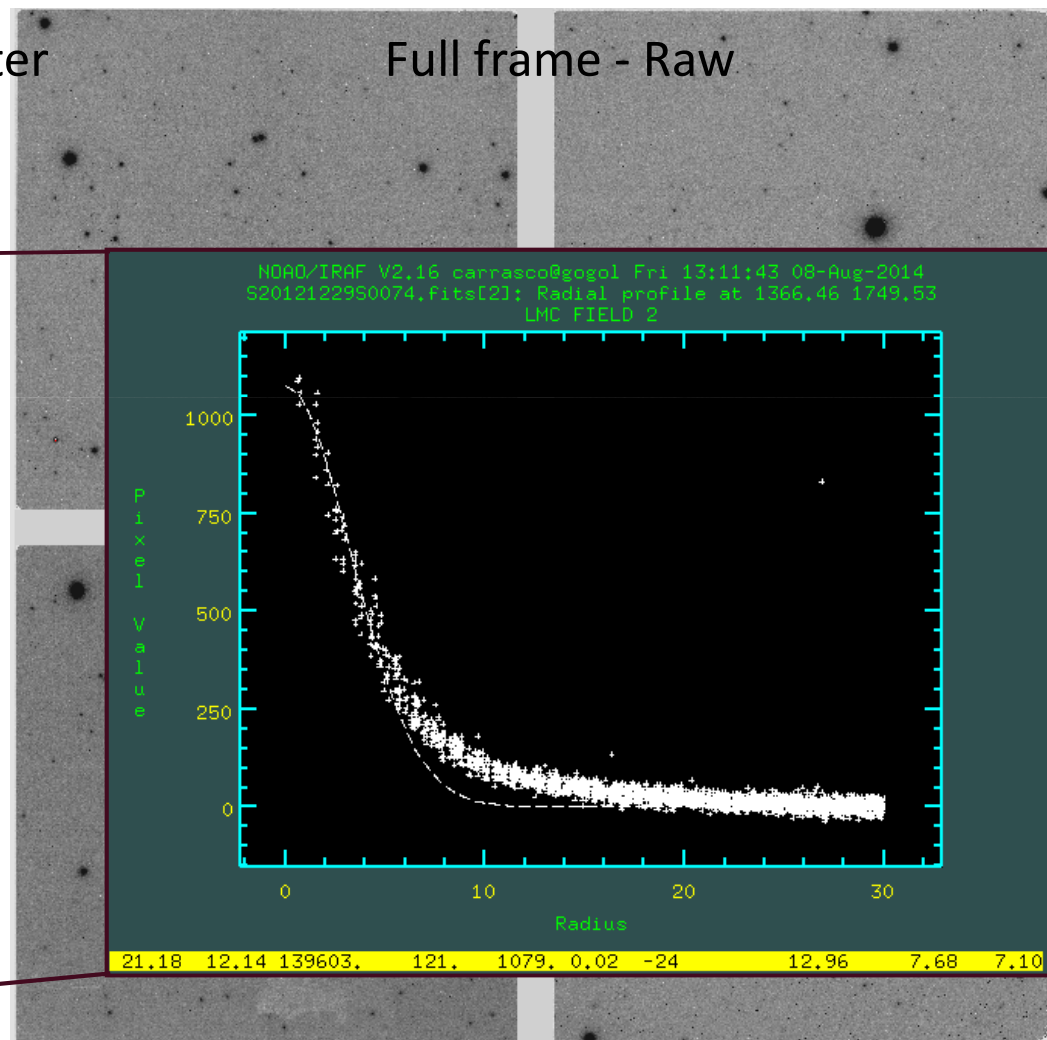 ter
Full frame - Raw
NOAO/IRAF V2.16 carrasco@gogol Fri 13:11:43 08-Aug-2014
S20121229S0074.fits[2]: Radial profile at 1366.46 1749.53
LMC FIELD 2
1000
750
500
250
0
Pixel Value
0 10 20 30
Radius
21.18 12.14 139603. 121. 1079. 0.02 -24 12.96 7.68 7.10